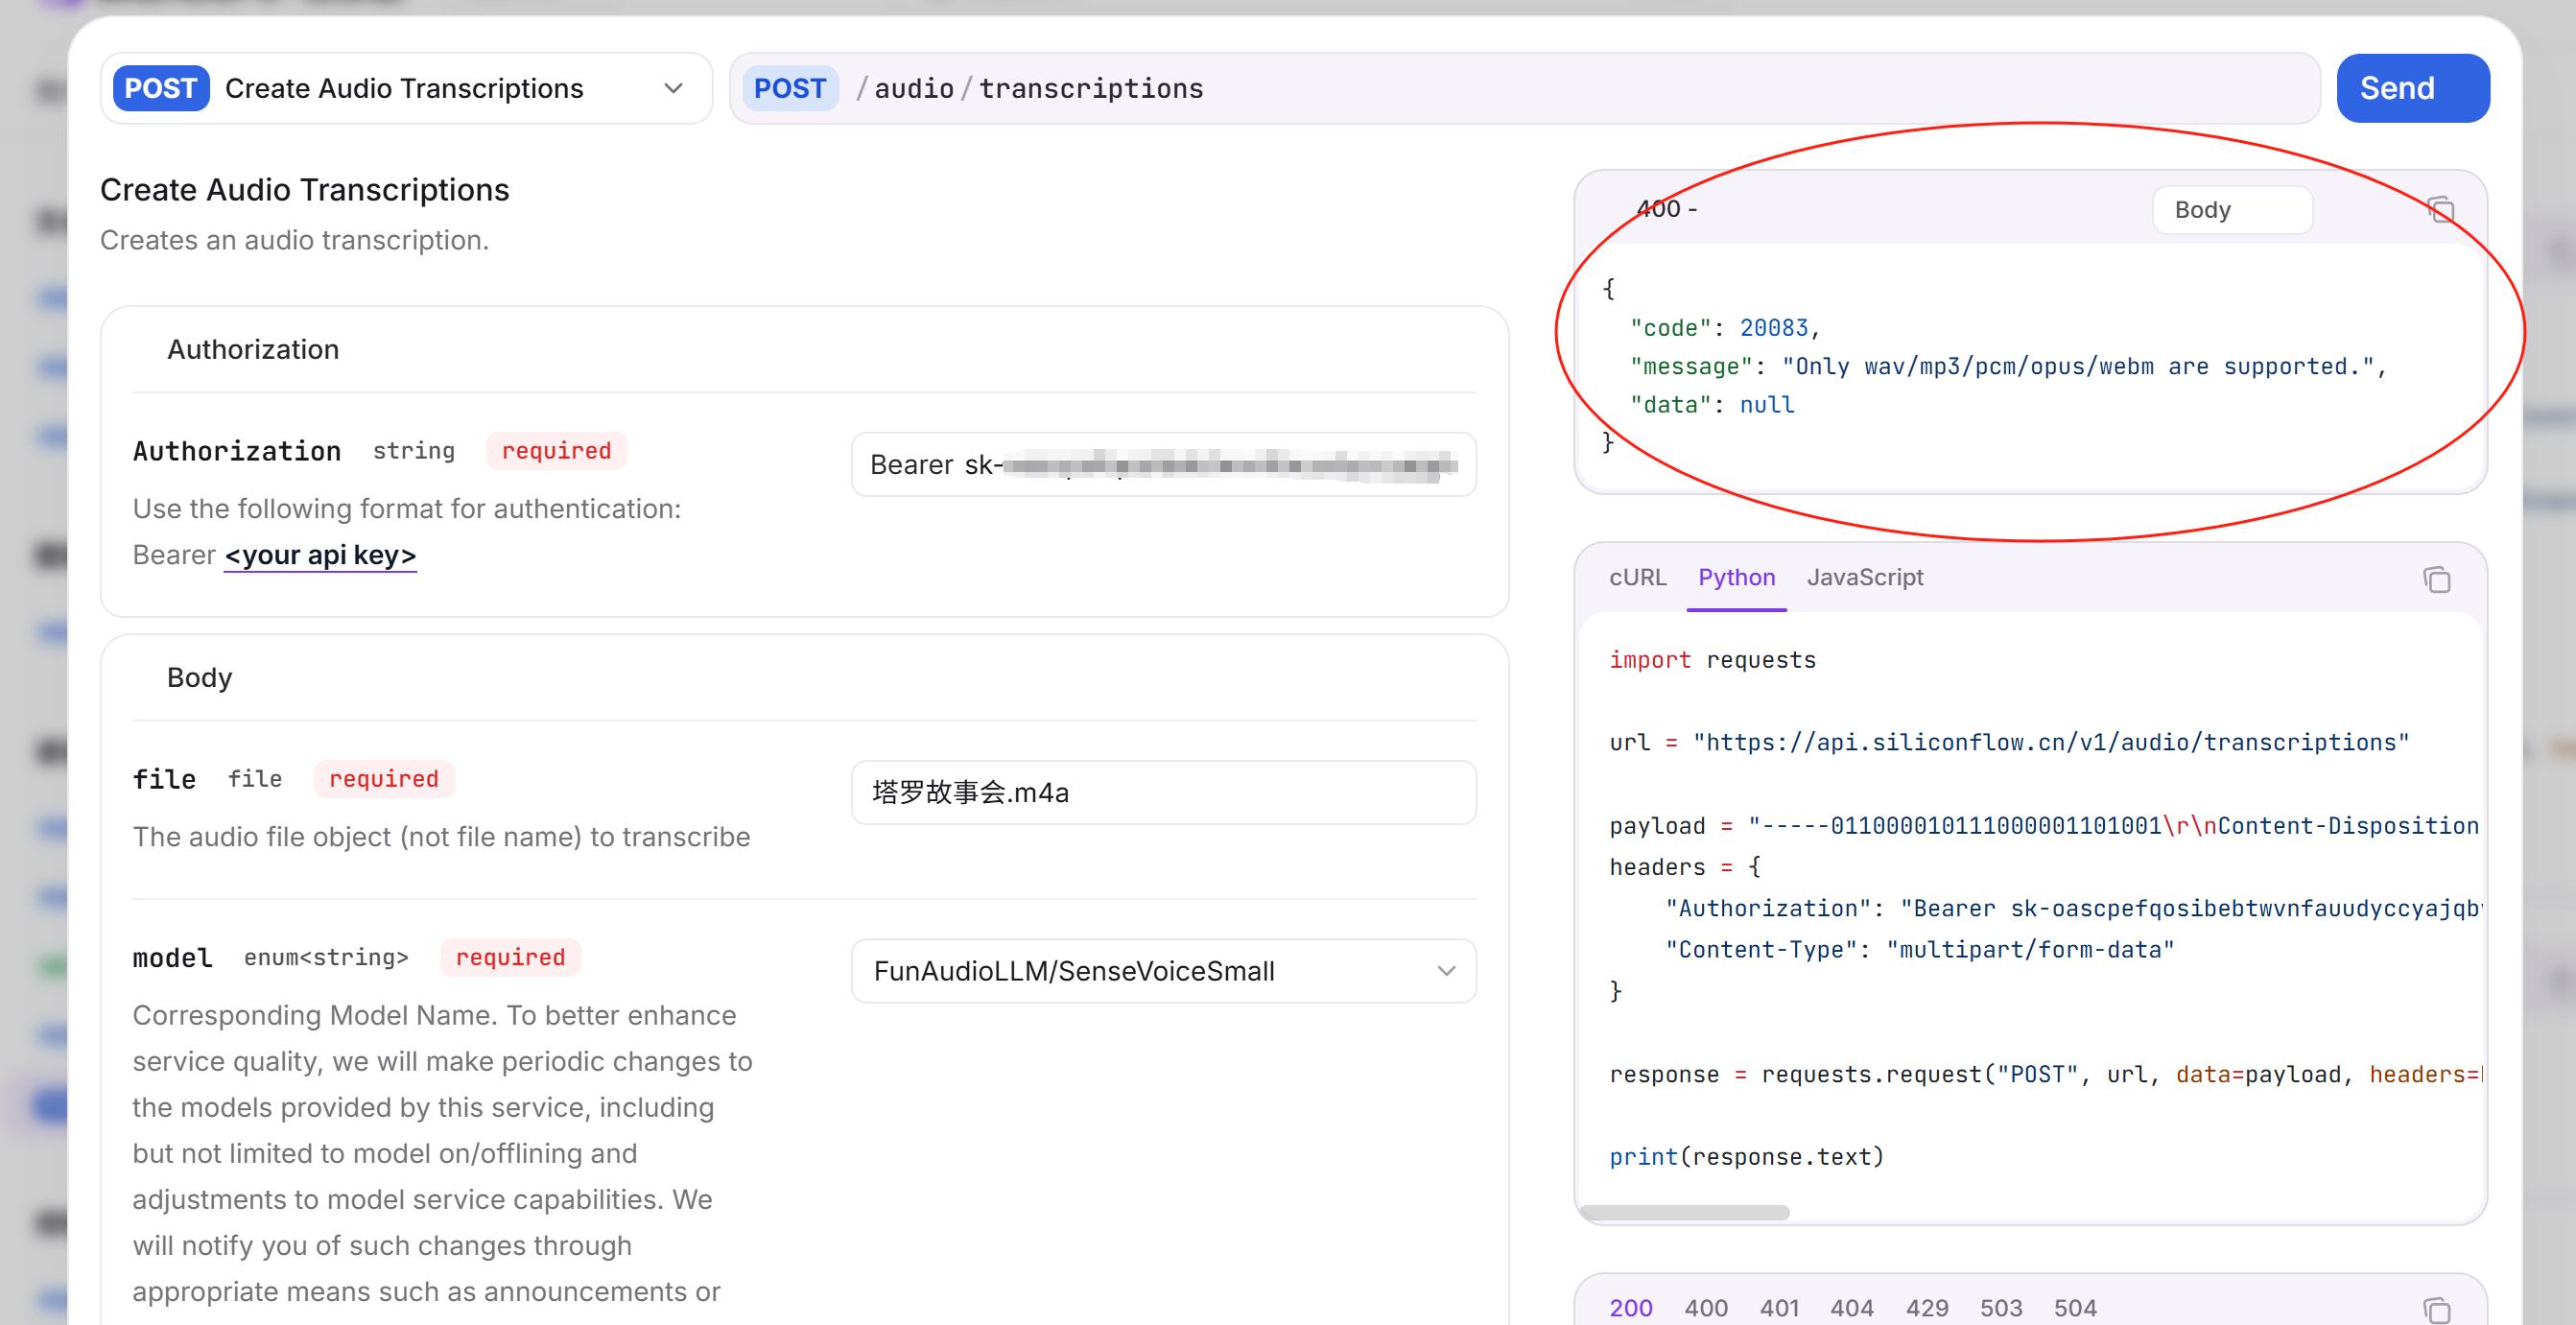 POST Create Audio Transcriptions
POST /audio/transcriptions
Send
Create Audio Transcriptions
Creates an audio transcription.
Authorization
Authorization string required
Bearer sk-
Use the following format for authentication:
Bearer <your api key>
Body
file file required
塔罗故事会.m4a
The audio file object (not file name) to transcribe
model enum<string> required
FunAudioLLM/SenseVoiceSmall
Corresponding Model Name. To better enhance
service quality, we will make periodic changes to
the models provided by this service, including
but not limited to model on/offlining and
adjustments to model service capabilities. We
will notify you of such changes through
appropriate means such as announcements or
400 -
Body
{
"code": 20083,
"message": "Only wav/mp3/pcm/opus/webm are supported.",
"data": null
}
cURL Python JavaScript
import requests
url = "https://api.siliconflow.cn/v1/audio/transcriptions"
payload = "-----011000010111000001101001\r\nContent-Disposition
headers = {
"Authorization": "Bearer sk-oascpefqosibebtwvnfauudyccyajqb
"Content-Type": "multipart/form-data"
}
response = requests.request("POST", url, data=payload, headers=
print(response.text)
200 400 401 404 429 503 504